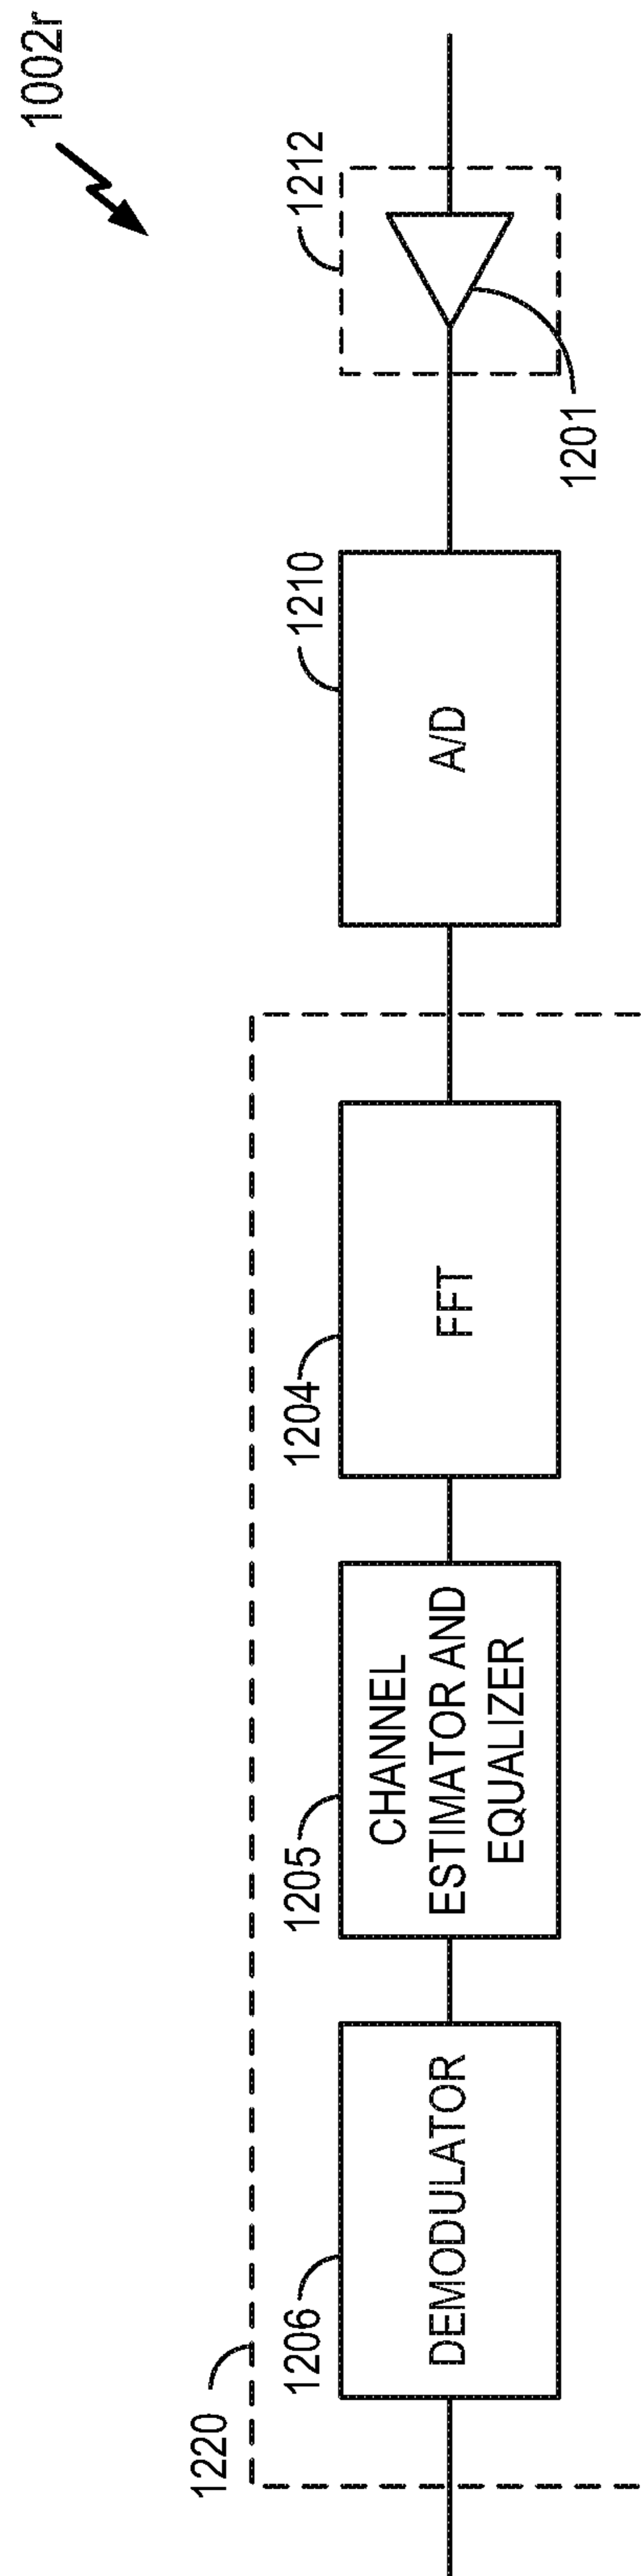 1002r
1220
1206
DEMODULATOR
1205
CHANNEL
ESTIMATOR AND
EQUALIZER
1204
FFT
1210
A/D
1212
1201